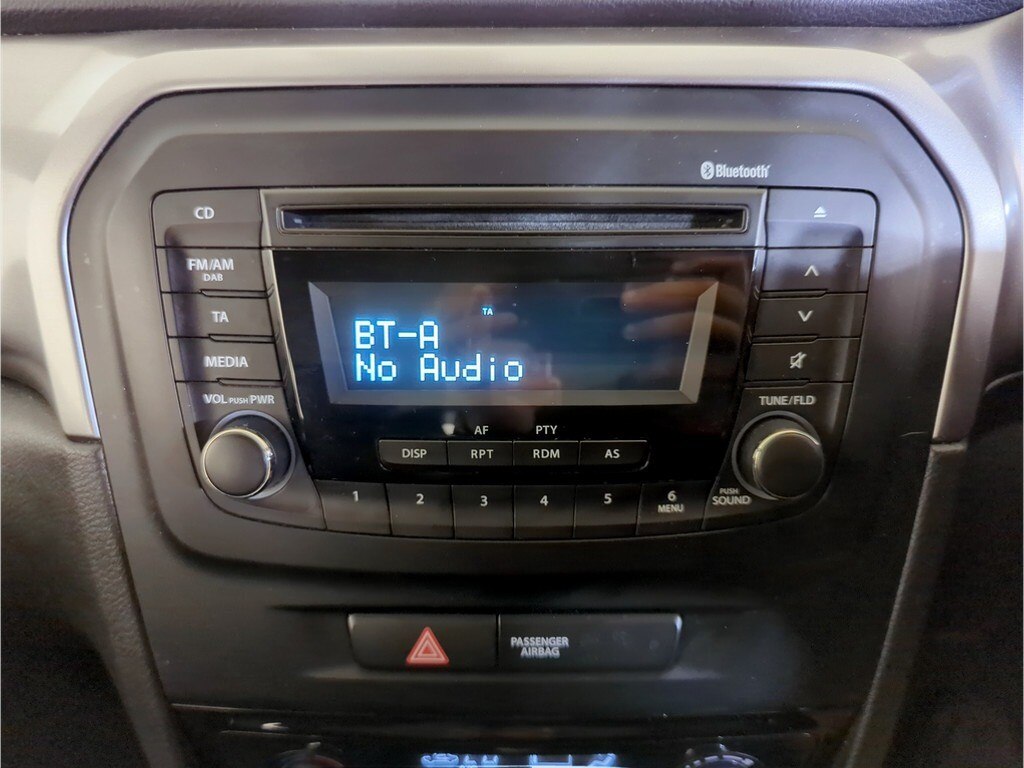 Bluetooth
CD
FM/AM
DAB
TA
TA
BT-A
No Audio
MEDIA
VOL PUSH PWR
TUNE/FLD
AF
PTY
DISP
RPT
RDM
AS
1
2
3
4
5
6
MENU
PUSH
SOUND
PASSENGER
AIRBAG